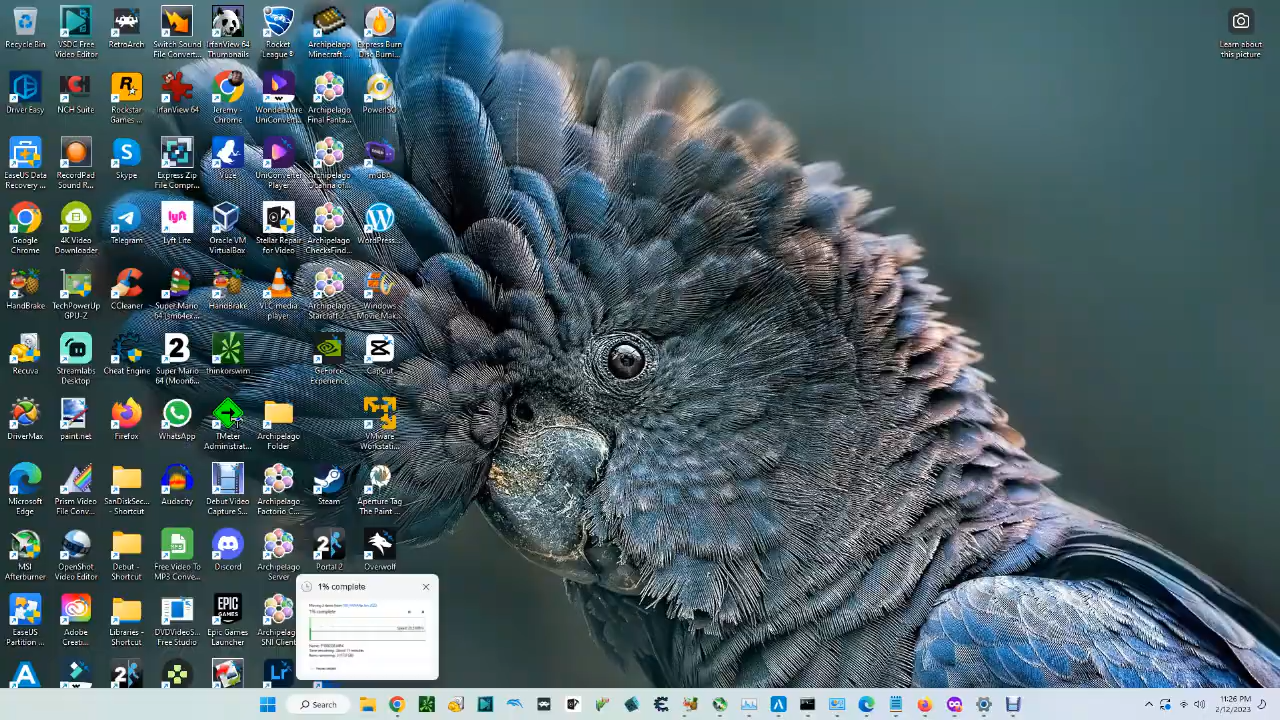 Recycle Bin
VSDC Free
Video Editor
RetroArch
Switch Sound
File Convert...
IrfanView 64
Thumbnails
Rocket
League ®
Archipelago
Minecraft ...
Express Burn
Disc Burni...
Learn about
this picture
Driver Easy
NCH Suite
Rockstar
Games ...
IrfanView 64
Jeremy -
Chrome
Wondershare
UniConvert...
Archipelago
Final Fanta...
PowerISO
EaseUS Data
Recovery ...
RecordPad
Sound R...
Skype
Express Zip
File Compr...
Vuze
UniConverter
Player
Archipelago
Ocarina of...
mGBA
Google
Chrome
4K Video
Downloader
Telegram
Lyft Lite
Oracle VM
VirtualBox
Stellar Repair
for Video
Archipelago
ChecksFind...
WordPress...
HandBrake
TechPowerUp
GPU-Z
CCleaner
Super Mario
64 (sm64ex...
HandBrake
VLC media
player
Archipelago
Starcraft ...
Windows
Movie Mak...
Recuva
Streamlabs
Desktop
Cheat Engine
Super Mario
64 (Moon6...
thinkorswim
GeForce
Experience
CapCut
DriverMax
paint.net
Firefox
WhatsApp
TMeter
Administrat...
Archipelago
Folder
VMware
Workstati...
Microsoft
Edge
Prism Video
File Conv...
SanDiskSec...
- Shortcut
Audacity
Debut Video
Capture S...
Archipelago
Factorio C...
Steam
Aperture Tag
The Paint ...
MSI
Afterburner
OpenShot
Video Editor
Debut -
Shortcut
Free Video To
MP3 Conve...
Discord
Archipelago
Server
Portal 2
Overwolf
1% complete
1% complete
EaseUS
Partition ...
Adobe
Creat...
Libraries -
Shortcut
DVDVideoS...
Free Studio
Epic Games
Launcher
Archipelago
SNI Client
Search
11:26 PM
2/12/2023